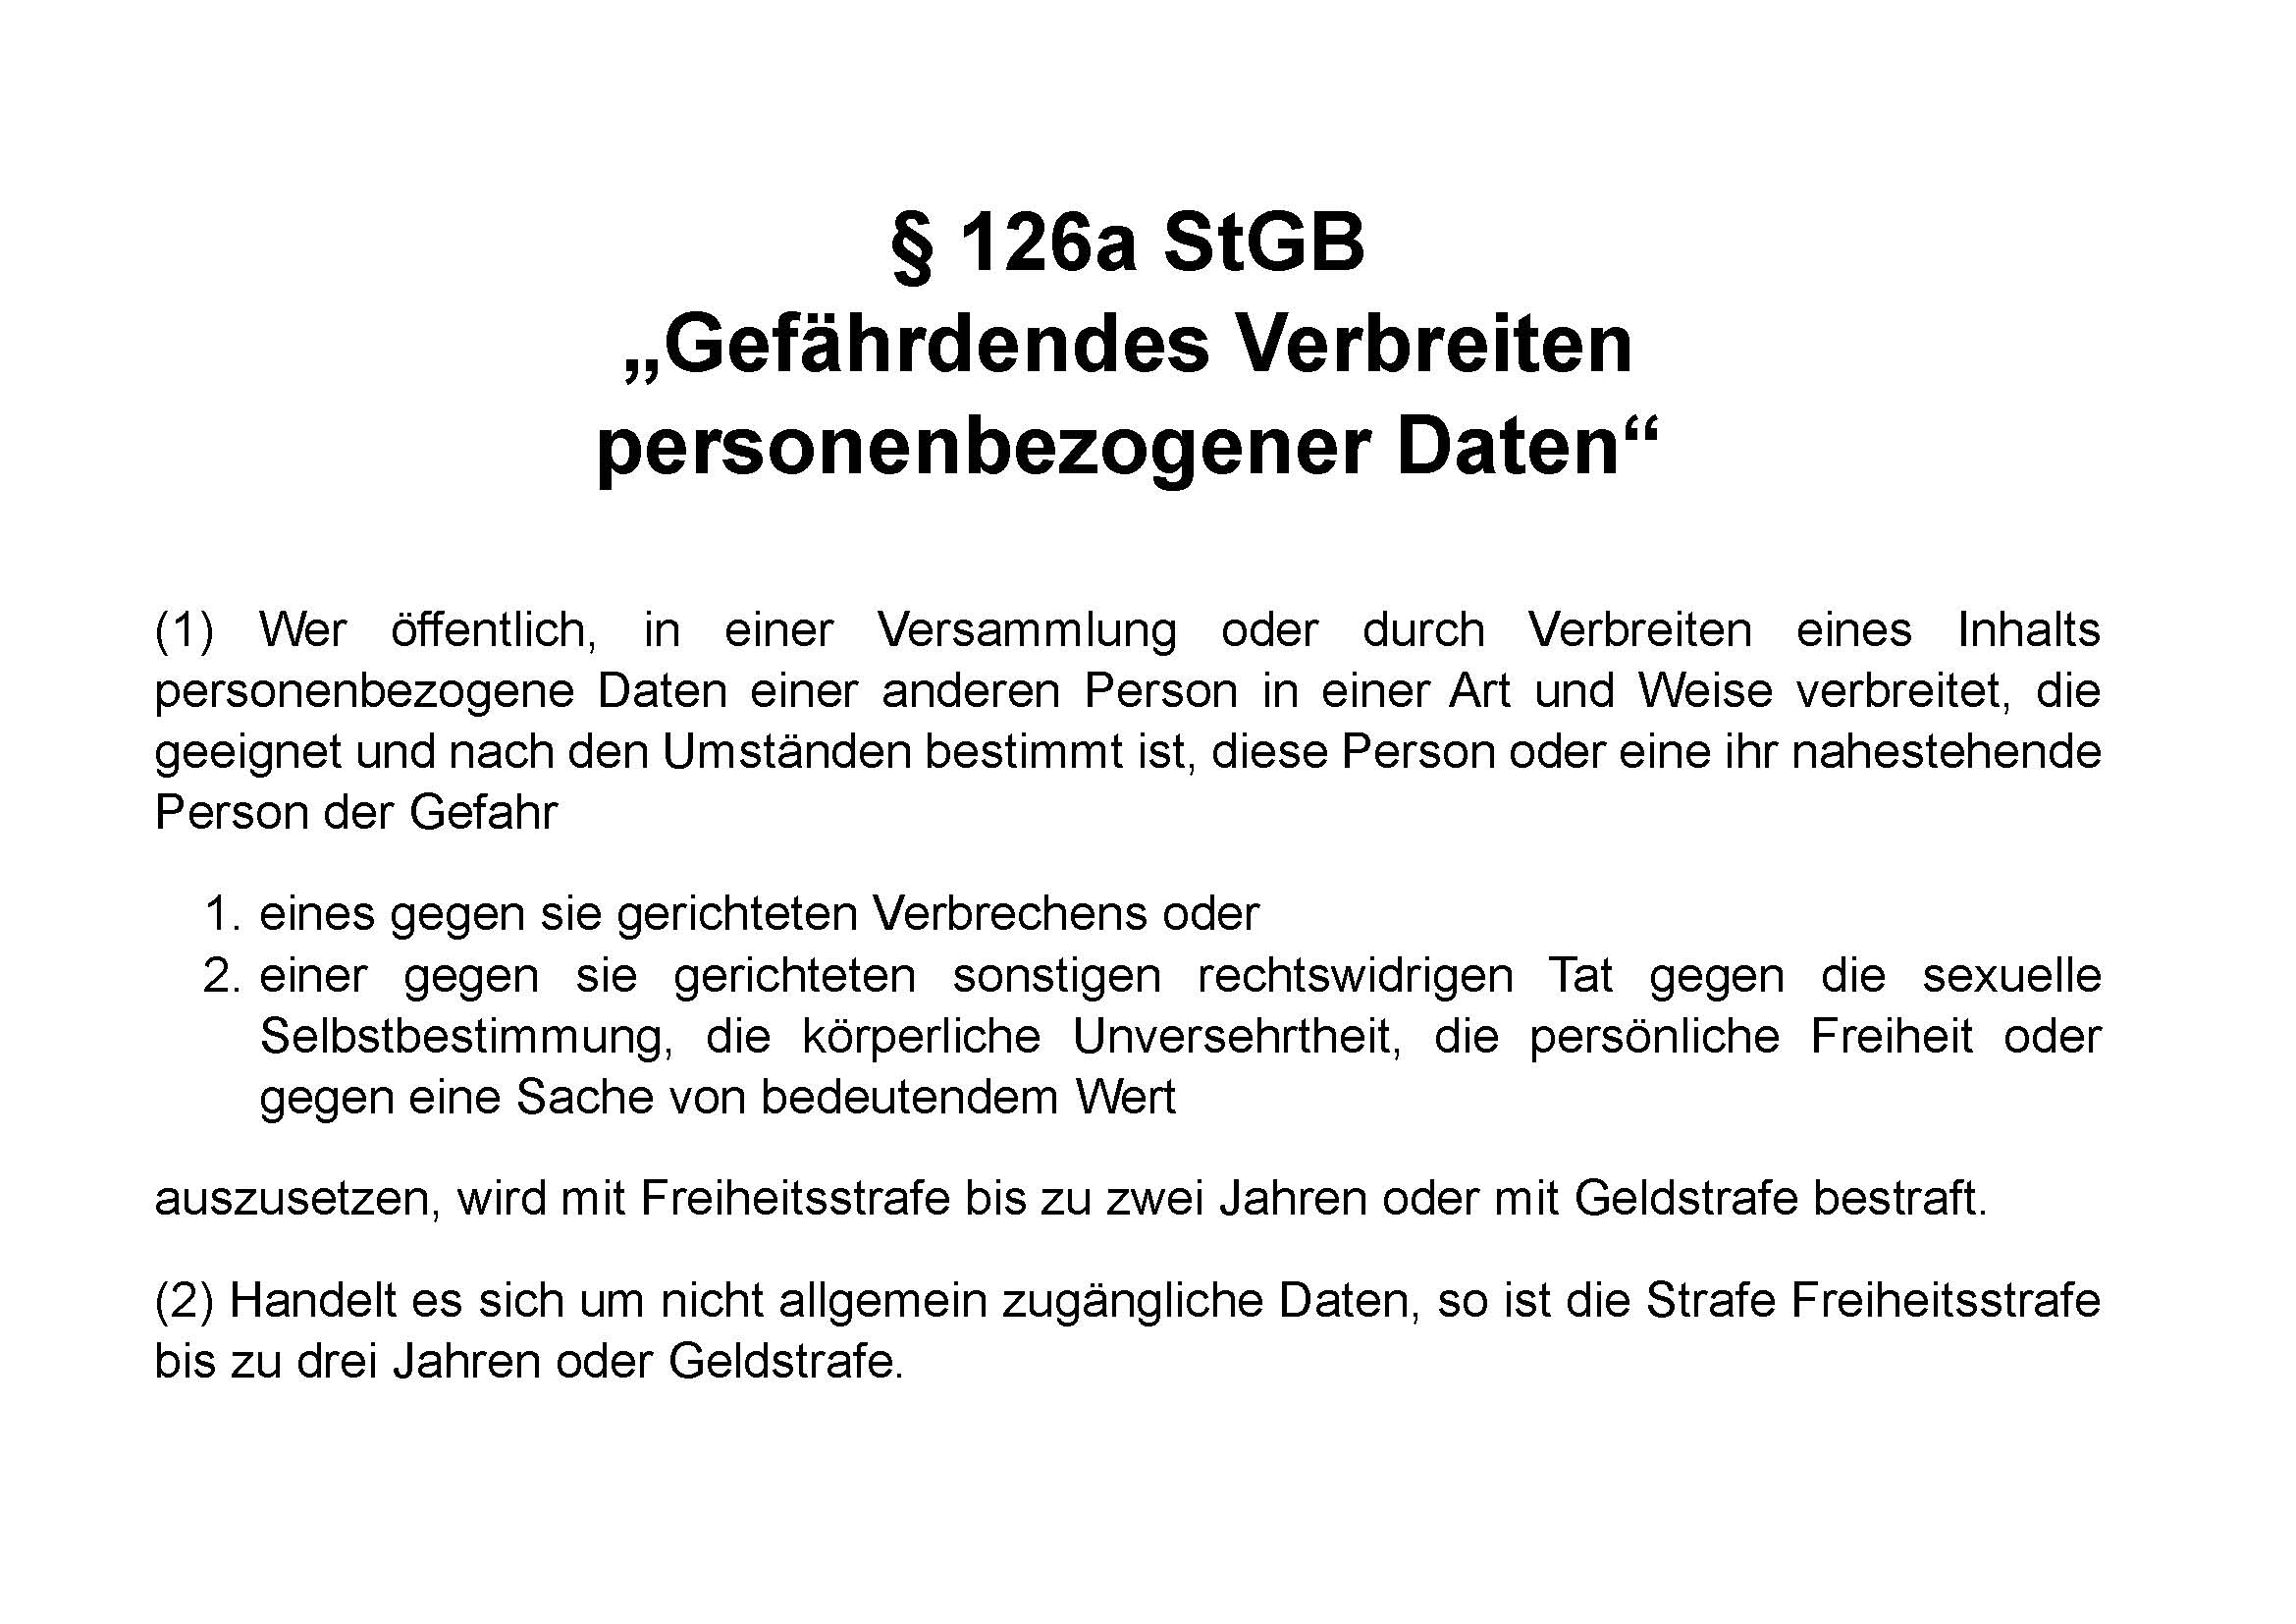 § 126a StGB
„Gefährdendes Verbreiten
personenbezogener Daten“
(1) Wer öffentlich, in einer Versammlung oder durch Verbreiten eines Inhalts
personenbezogene Daten einer anderen Person in einer Art und Weise verbreitet, die
geeignet und nach den Umständen bestimmt ist, diese Person oder eine ihr nahestehende
Person der Gefahr
1. eines gegen sie gerichteten Verbrechens oder
2. einer gegen sie gerichteten sonstigen rechtswidrigen Tat gegen die sexuelle
Selbstbestimmung, die körperliche Unversehrtheit, die persönliche Freiheit oder
gegen eine Sache von bedeutendem Wert
auszusetzen, wird mit Freiheitsstrafe bis zu zwei Jahren oder mit Geldstrafe bestraft.
(2) Handelt es sich um nicht allgemein zugängliche Daten, so ist die Strafe Freiheitsstrafe
bis zu drei Jahren oder Geldstrafe.